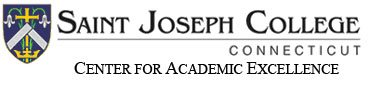 SAINT JOSEPH COLLEGE
CONNECTICUT
CENTER FOR ACADEMIC EXCELLENCE